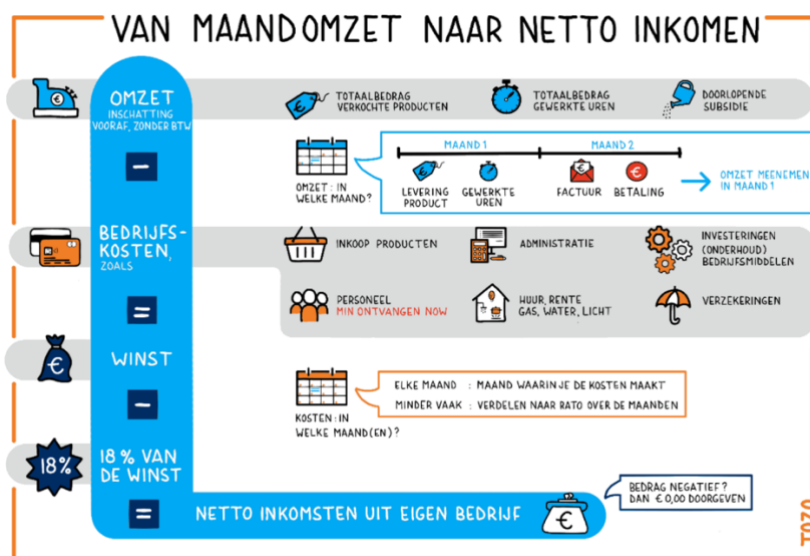 VAN MAANDOMZET NAAR NETTO INKOMEN
OMZET
INSCHATTING
VOORAF, ZONDER BTW
TOTAALBEDRAG
VERKOCHTE PRODUCTEN
TOTAALBEDRAG
GEWERKTE UREN
DOORLOPENDE
SUBSIDIE
-
OMZET: IN
WELKE MAAND?
MAAND 1
MAAND 2
LEVERING
PRODUCT
GEWERKTE
UREN
FACTUUR
BETALING
OMZET MEENEMEN
IN MAAND 1
BEDRIJFS-
KOSTEN,
ZOALS
INKOOP PRODUCTEN
ADMINISTRATIE
INVESTERINGEN
(ONDERHOUD)
BEDRIJFSMIDDELEN
PERSONEEL
MIN ONTVANGEN NOW
HUUR, RENTE
GAS, WATER, LICHT
VERZEKERINGEN
=
€
WINST
-
KOSTEN: IN
WELKE MAAND(EN)?
ELKE MAAND : MAAND WAARIN JE DE KOSTEN MAAKT
MINDER VAAK : VERDELEN NAAR RATO OVER DE MAANDEN
18%
18% VAN
DE WINST
=
NETTO INKOMSTEN UIT EIGEN BEDRIJF
€
BEDRAG NEGATIEF?
DAN € 0,00 DOORGEVEN